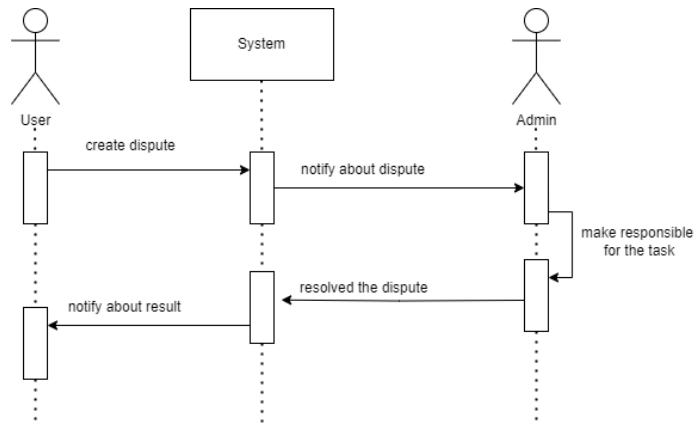 System
User
Admin
create dispute
notify about dispute
make responsible
for the task
resolved the dispute
notify about result